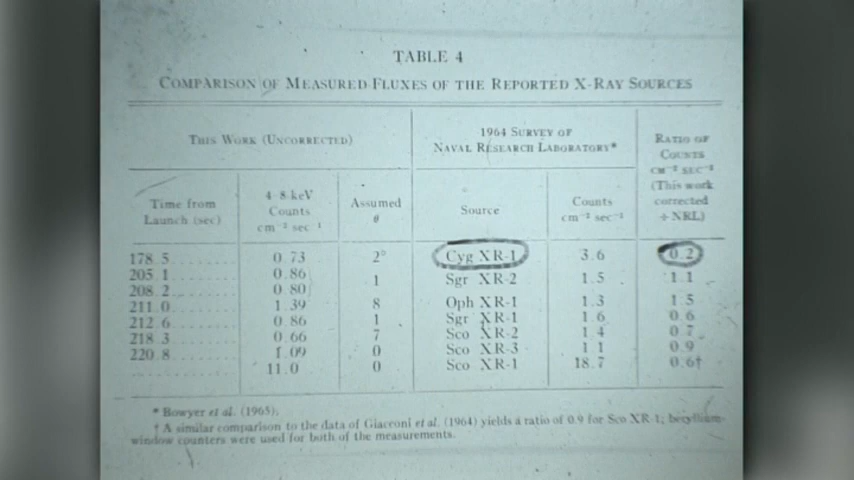 TABLE 4
COMPARISON OF MEASURED FLUXES OF THE REPORTED X-RAY SOURCES
THIS WORK (UNCORRECTED)
1964 SURVEY OF
NAVAL RESEARCH LABORATORY*
RATIO OF
COUNTS
CM⁻² SEC⁻¹
(This work
corrected
÷ NRL)
Time from
Launch (sec)
4 8 keV
Counts
cm⁻² sec⁻¹
Assumed
θ
Source
Counts
cm⁻² sec⁻¹
178 5 0 73 2° Cyg XR-1 3.6 0.2
205 1 0 86 1 Sgr XR-2 1.5 1 1
208 2 0 80
211 0 1 39 8 Oph XR-1 1.3 1 5
212 6 0 86 1 Sgr XR-1 1 6 0 6
218 3 0 66 7 Sco XR-2 1 4 0 7
220 8 1 09 0 Sco XR-3 1 1 0.9
11.0 0 Sco XR-1 18.7 0.6†
* Bowyer et al. (1965).
† A similar comparison to the data of Giacconi et al. (1964) yields a ratio of 0.9 for Sco XR-1; beryllium-
window counters were used for both of the measurements.